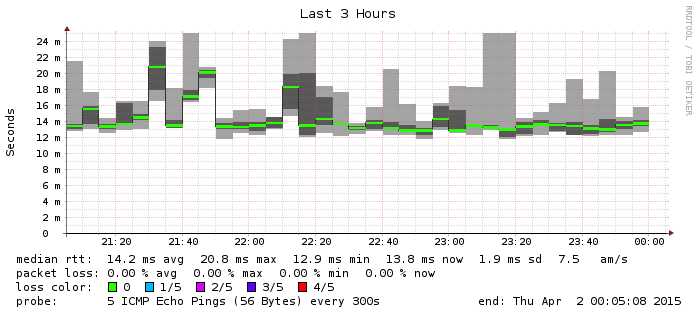 Last 3 Hours
RRDTOOL / TOBI OETIKER
Seconds
24 m
22 m
20 m
18 m
16 m
14 m
12 m
10 m
8 m
6 m
4 m
2 m
0
21:20 21:40 22:00 22:20 22:40 23:00 23:20 23:40 00:00
median rtt: 14.2 ms avg 20.8 ms max 12.9 ms min 13.8 ms now 1.9 ms sd 7.5 am/s
packet loss: 0.00 % avg 0.00 % max 0.00 % min 0.00 % now
loss color: 0 1/5 2/5 3/5 4/5
probe: 5 ICMP Echo Pings (56 Bytes) every 300s end: Thu Apr 2 00:05:08 2015